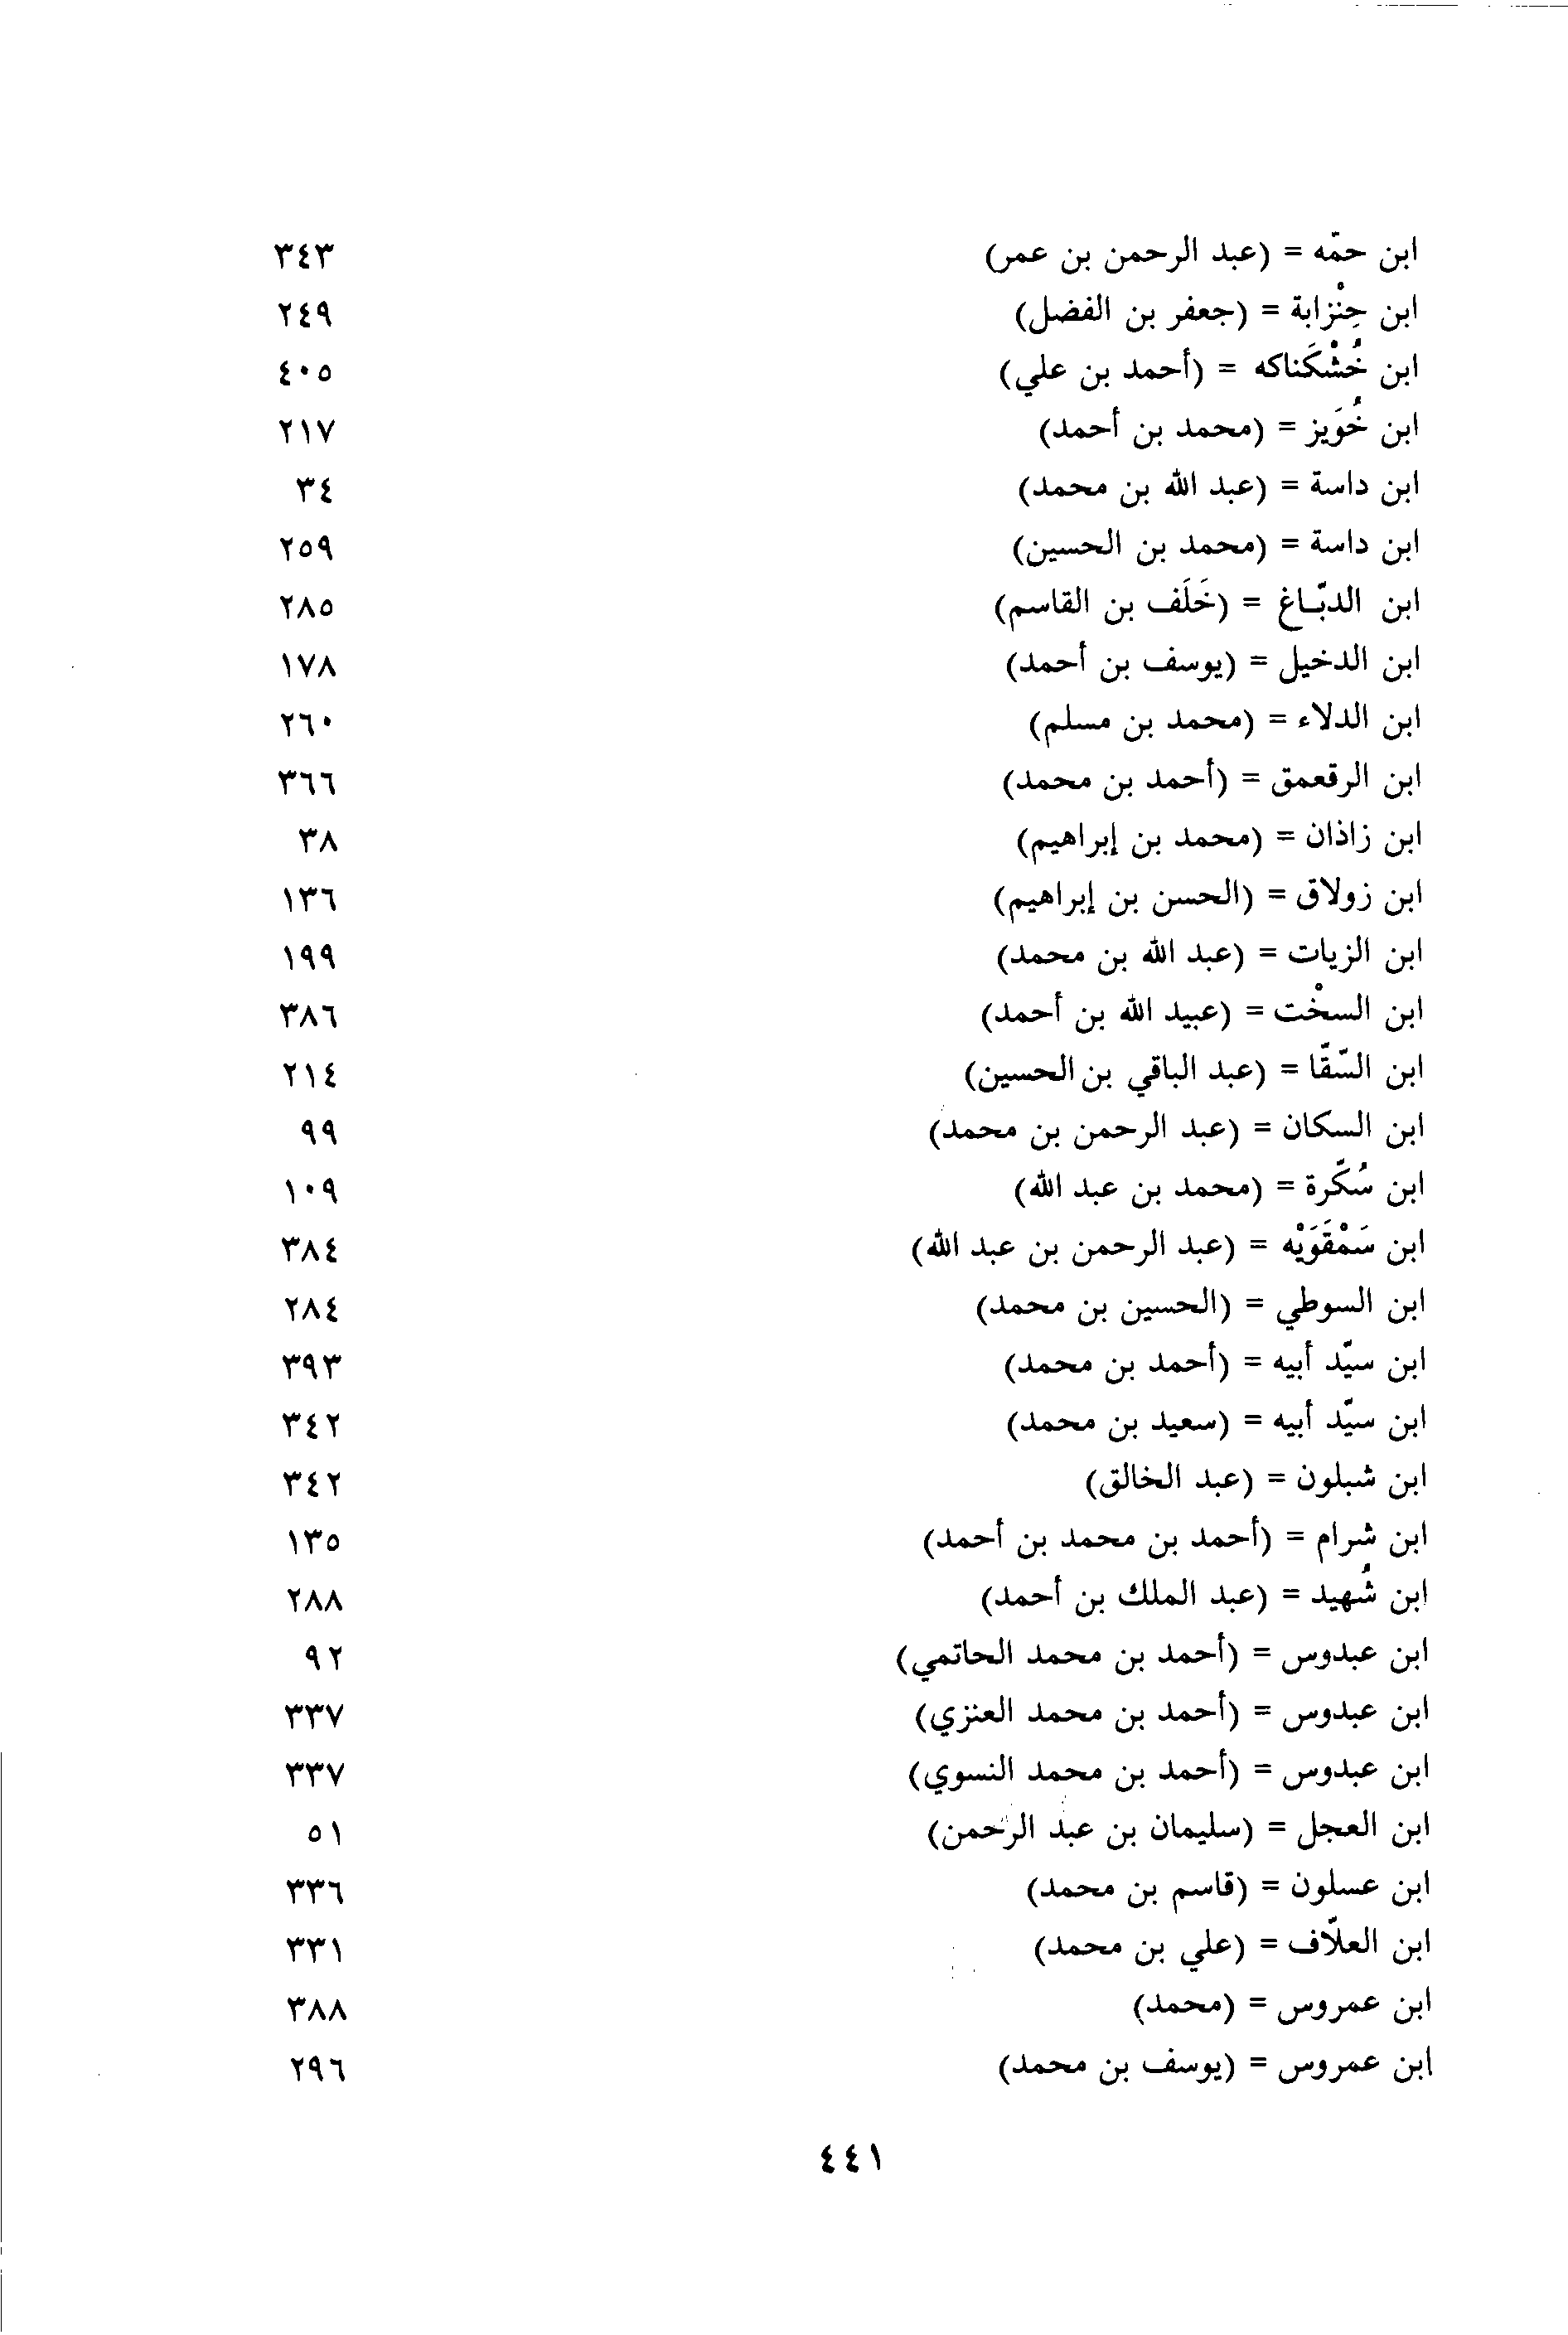 ابن حمّه = (عبد الرحمن بن عمر) ٣٤٣
ابن حِنْزابة = (جعفر بن الفضل) ٢٤٩
ابن خُشْكَناكه = (أحمد بن علي) ٤٠٥
ابن خُوَيز = (محمد بن أحمد) ٢١٧
ابن داسة = (عبد الله بن محمد) ٣٤
ابن داسة = (محمد بن الحسين) ٢٥٩
ابن الدبّاغ = (خَلَف بن القاسم) ٢٨٥
ابن الدخيل = (يوسف بن أحمد) ١٧٨
ابن الدلاء = (محمد بن مسلم) ٢٦٠
ابن الرقعمق = (أحمد بن محمد) ٣٦٦
ابن زاذان = (محمد بن إبراهيم) ٣٨
ابن زولاق = (الحسن بن إبراهيم) ١٣٦
ابن الزيات = (عبد الله بن محمد) ١٩٩
ابن السخْت = (عبيد الله بن أحمد) ٣٨٦
ابن السّقّا = (عبد الباقي بن الحسين) ٢١٤
ابن السكان = (عبد الرحمن بن محمد) ٩٩
ابن سُكّرة = (محمد بن عبد الله) ١٠٩
ابن سَمْقَوَيْه = (عبد الرحمن بن عبد الله) ٣٨٤
ابن السوطي = (الحسين بن محمد) ٢٨٤
ابن سيّد أبيه = (أحمد بن محمد) ٣٩٣
ابن سيّد أبيه = (سعيد بن محمد) ٣٤٢
ابن شبلون = (عبد الخالق) ٣٤٢
ابن شرام = (أحمد بن محمد بن أحمد) ١٣٥
ابن شُهيد = (عبد الملك بن أحمد) ٢٨٨
ابن عبدوس = (أحمد بن محمد الحاتمي) ٩٢
ابن عبدوس = (أحمد بن محمد العنزي) ٣٣٧
ابن عبدوس = (أحمد بن محمد النسوي) ٣٣٧
ابن العجل = (سليمان بن عبد الرحمن) ٥١
ابن عسلون = (قاسم بن محمد) ٣٣٦
ابن العلاّف = (علي بن محمد) ٣٣١
ابن عمروس = (محمد) ٣٨٨
ابن عمروس = (يوسف بن محمد) ٢٩٦
٤٤١